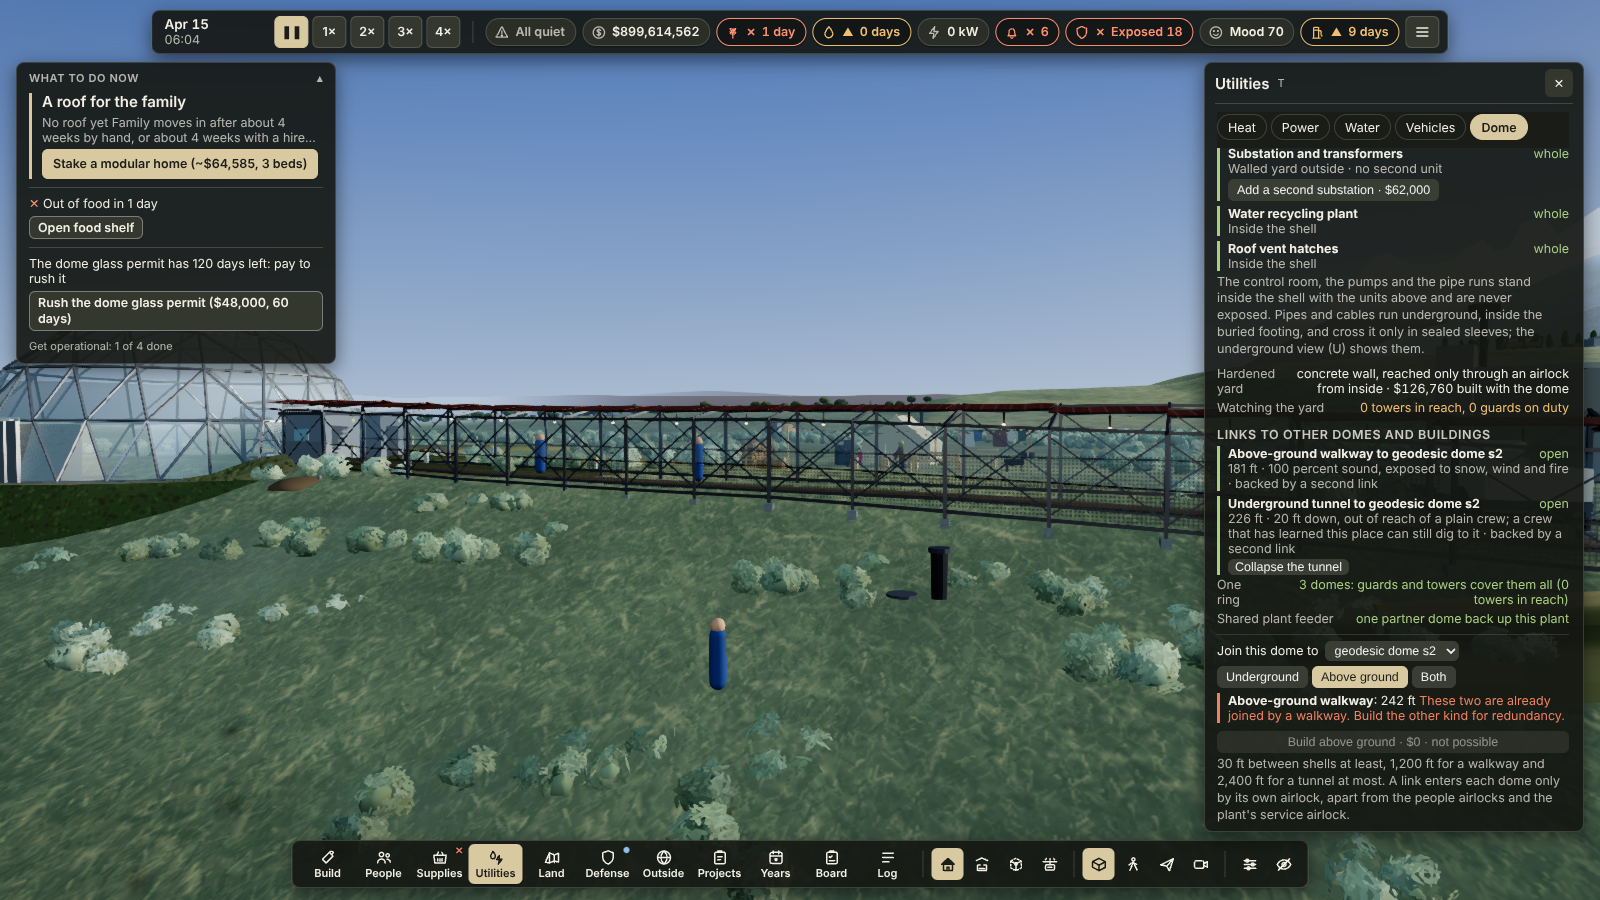 Apr 15
06:04
1×
2×
3×
4×
All quiet
$899,614,562
× 1 day
0 days
0 kW
× 6
× Exposed 18
Mood 70
9 days
WHAT TO DO NOW
A roof for the family
No roof yet Family moves in after about 4
weeks by hand, or about 4 weeks with a hire...
Stake a modular home (~$64,585, 3 beds)
× Out of food in 1 day
Open food shelf
The dome glass permit has 120 days left: pay to
rush it
Rush the dome glass permit ($48,000, 60
days)
Get operational: 1 of 4 done
Utilities T
×
Heat
Power
Water
Vehicles
Dome
Substation and transformers whole
Walled yard outside · no second unit
Add a second substation · $62,000
Water recycling plant whole
Inside the shell
Roof vent hatches whole
Inside the shell
The control room, the pumps and the pipe runs stand
inside the shell with the units above and are never
exposed. Pipes and cables run underground, inside the
buried footing, and cross it only in sealed sleeves; the
underground view (U) shows them.
Hardened yard
concrete wall, reached only through an airlock
from inside · $126,760 built with the dome
Watching the yard 0 towers in reach, 0 guards on duty
LINKS TO OTHER DOMES AND BUILDINGS
Above-ground walkway to geodesic dome s2 open
181 ft · 100 percent sound, exposed to snow, wind and fire
· backed by a second link
Underground tunnel to geodesic dome s2 open
226 ft · 20 ft down, out of reach of a plain crew; a crew
that has learned this place can still dig to it · backed by a
second link
Collapse the tunnel
One ring
3 domes: guards and towers cover them all (0
towers in reach)
Shared plant feeder one partner dome back up this plant
Join this dome to geodesic dome s2
Underground
Above ground
Both
Above-ground walkway: 242 ft These two are already
joined by a walkway. Build the other kind for redundancy.
Build above ground · $0 · not possible
30 ft between shells at least, 1,200 ft for a walkway and
2,400 ft for a tunnel at most. A link enters each dome only
by its own airlock, apart from the people airlocks and the
plant's service airlock.
Build
People
Supplies
Utilities
Land
Defense
Outside
Projects
Years
Board
Log